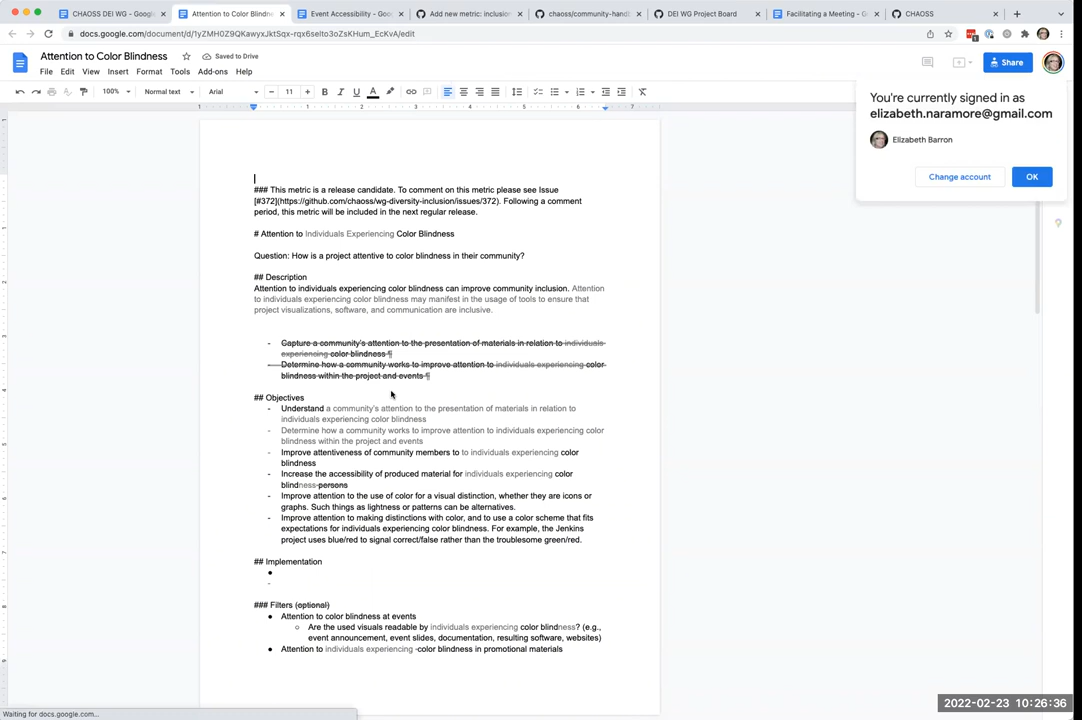 CHAOSS DEI WG - Google
Attention to Color Blindne
Event Accessibility - Goo
Add new metric: inclusion
chaoss/community-hand
DEI WG Project Board
Facilitating a Meeting - G
CHAOSS
docs.google.com/document/d/1yZMH0Z9QKawyxJktSqx-rqx6selto3oZsKHum_EcKvA/edit
Attention to Color Blindness
Saved to Drive
File Edit View Insert Format Tools Add-ons Help
Share
100% Normal text Arial 11 B I U A
1 1 2 3 4 5 6 7
You're currently signed in as
elizabeth.naramore@gmail.com
Elizabeth Barron
Change account OK
### This metric is a release candidate. To comment on this metric please see Issue
[#372](https://github.com/chaoss/wg-diversity-inclusion/issues/372). Following a comment
period, this metric will be included in the next regular release.
# Attention to Individuals Experiencing Color Blindness
Question: How is a project attentive to color blindness in their community?
## Description
Attention to individuals experiencing color blindness can improve community inclusion. Attention
to individuals experiencing color blindness may manifest in the usage of tools to ensure that
project visualizations, software, and communication are inclusive.
- Capture a community's attention to the presentation of materials in relation to individuals
experiencing color blindness ¶
- Determine how a community works to improve attention to individuals experiencing color
blindness within the project and events ¶
## Objectives
- Understand a community's attention to the presentation of materials in relation to
individuals experiencing color blindness
- Determine how a community works to improve attention to individuals experiencing color
blindness within the project and events
- Improve attentiveness of community members to to individuals experiencing color
blindness
- Increase the accessibility of produced material for individuals experiencing color
blindness persons
- Improve attention to the use of color for a visual distinction, whether they are icons or
graphs. Such things as lightness or patterns can be alternatives.
- Improve attention to making distinctions with color, and to use a color scheme that fits
expectations for individuals experiencing color blindness. For example, the Jenkins
project uses blue/red to signal correct/false rather than the troublesome green/red.
## Implementation
●
-
### Filters (optional)
● Attention to color blindness at events
○ Are the used visuals readable by individuals experiencing color blindness? (e.g.,
event announcement, event slides, documentation, resulting software, websites)
● Attention to individuals experiencing -color blindness in promotional materials
Waiting for docs.google.com...
2022-02-23 10:26:36